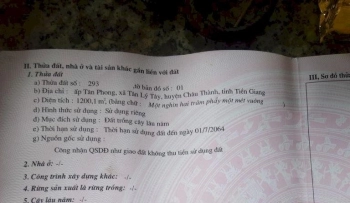 II. Thửa đất, nhà ở và tài sản khác gắn liền với đất
1. Thửa đất
a) Thửa đất số : 293 tờ bản đồ số : 01
b) Địa chỉ : ấp Tân Phong, xã Tân Lý Tây, huyện Châu Thành, tỉnh Tiền Giang
c) Diện tích : 1200,1 m², (bằng chữ : Một nghìn hai trăm phẩy một mét vuông
d) Hình thức sử dụng : Sử dụng riêng
đ) Mục đích sử dụng : Đất trồng cây lâu năm
e) Thời hạn sử dụng : Thời hạn sử dụng đất đến ngày 01/7/2064
g) Nguồn gốc sử dụng :
Công nhận QSDĐ như giao đất không thu tiền sử dụng đất
2. Nhà ở: -/-
3. Công trình xây dựng khác: -/-
4. Rừng sản xuất là rừng trồng: -/-
5. Cây lâu năm: -/-
III. Sơ đồ thửa